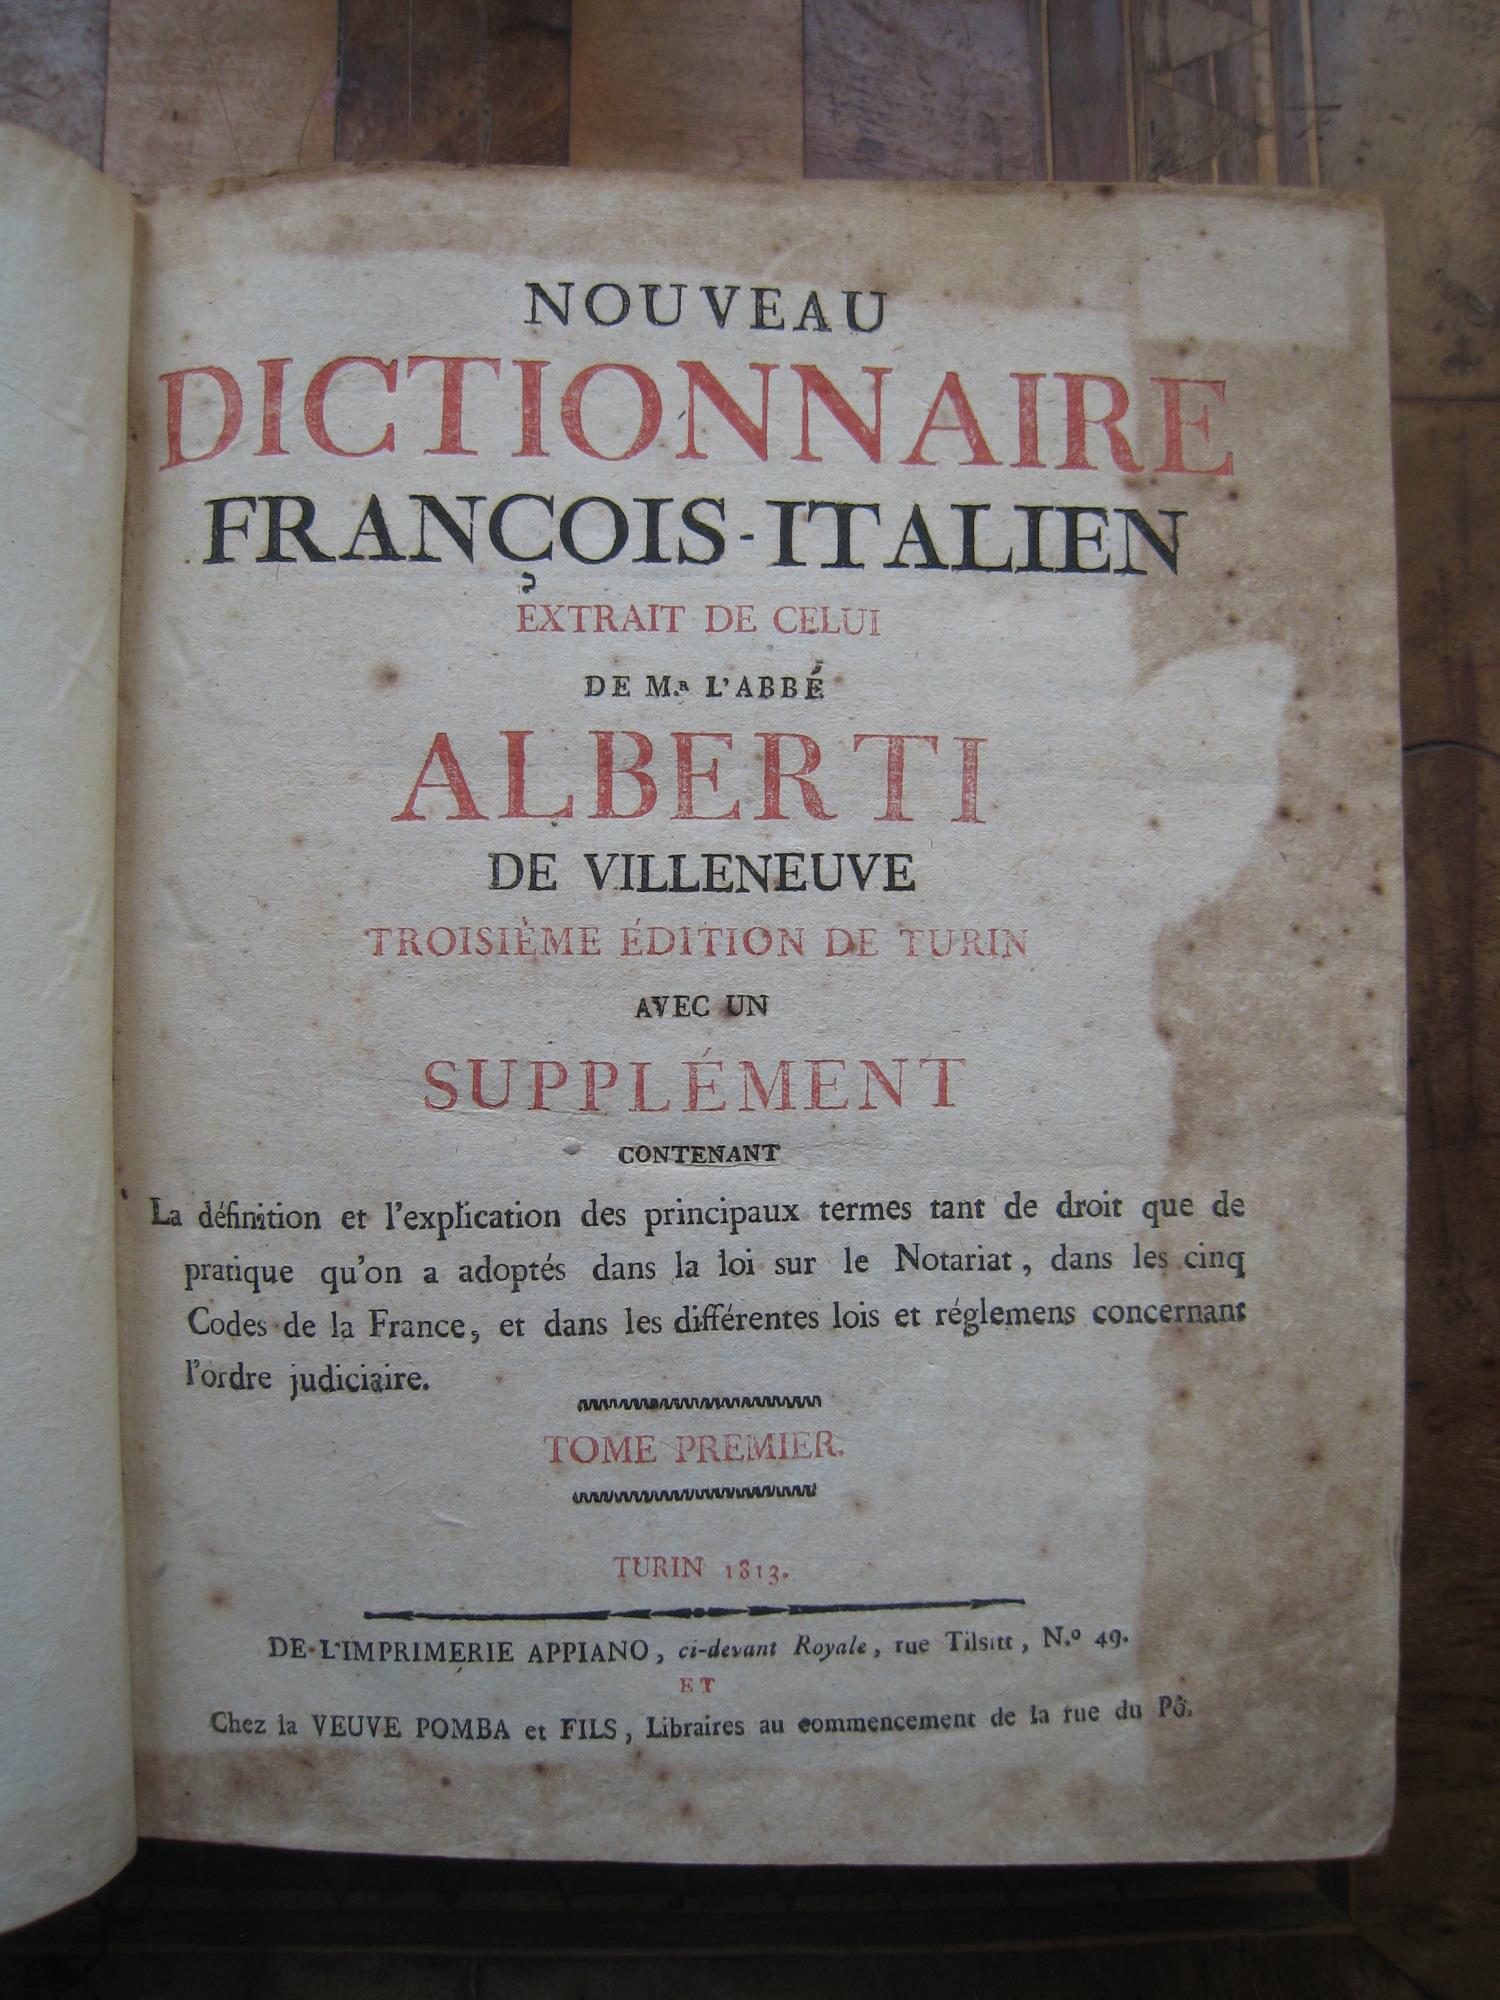 NOUVEAU
DICTIONNAIRE
FRANÇOIS-ITALIEN
EXTRAIT DE CELUI
DE M.R L'ABBÉ
ALBERTI
DE VILLENEUVE
TROISIÈME ÉDITION DE TURIN
AVEC UN
SUPPLÉMENT
CONTENANT
La définition et l'explication des principaux termes tant de droit que de
pratique qu'on a adoptés dans la loi sur le Notariat, dans les cinq
Codes de la France, et dans les différentes lois et réglemens concernant
l'ordre judiciaire.
TOME PREMIER.
TURIN 1813.
DE L'IMPRIMERIE APPIANO, ci-devant Royale, rue Tilsitt, N.º 49.
ET
Chez la VEUVE POMBA et FILS, Libraires au commencement de la rue du Pô.